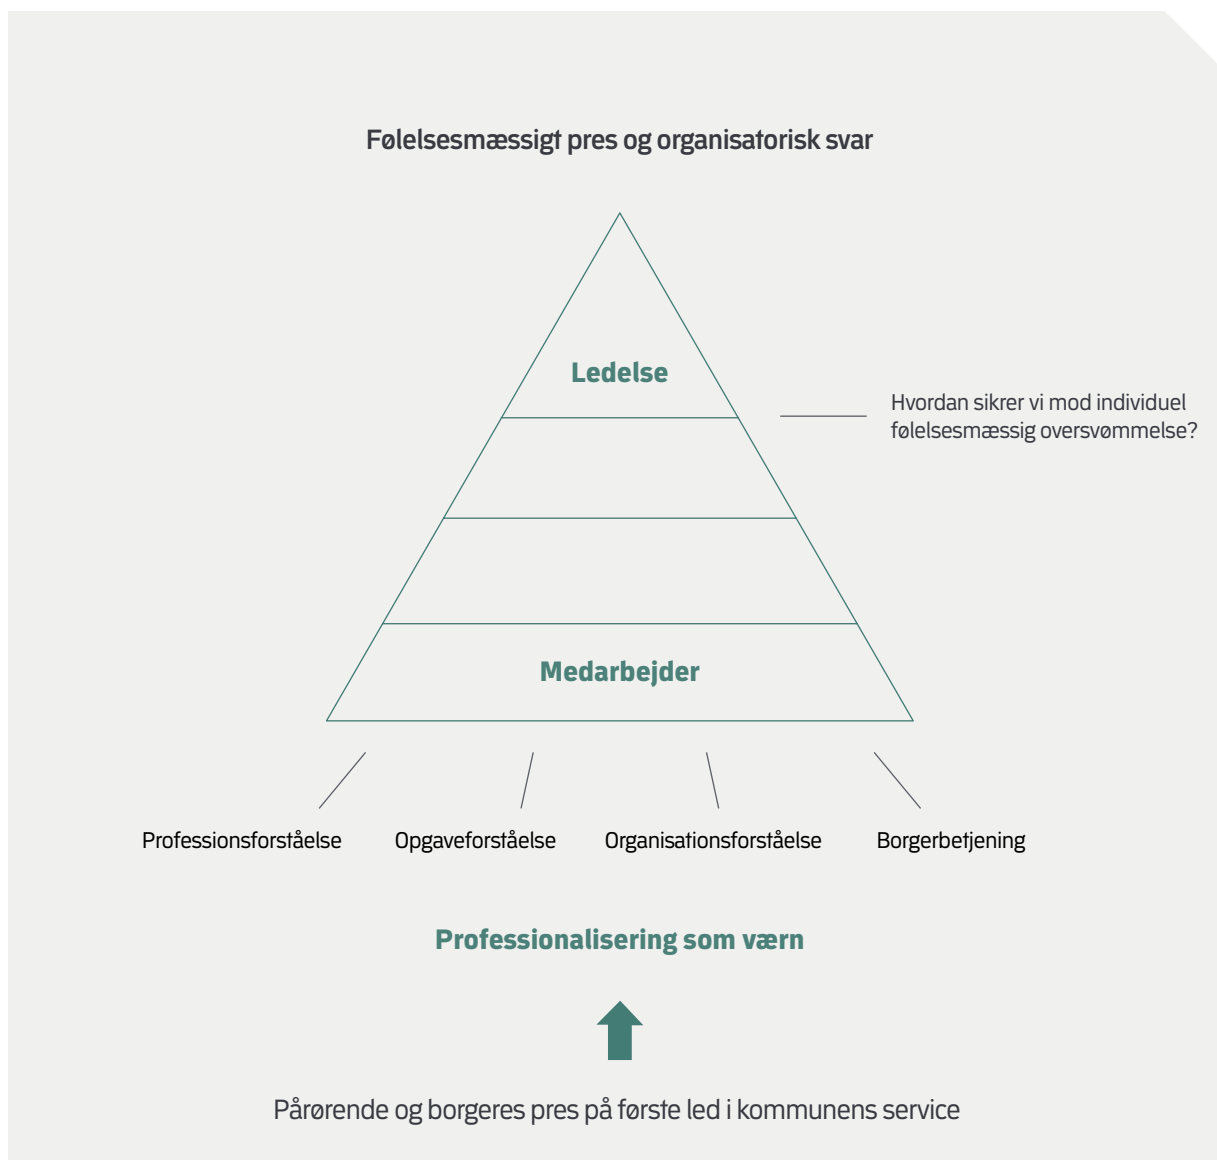 Følelsesmæssigt pres og organisatorisk svar
Ledelse
Hvordan sikrer vi mod individuel
følelsesmæssig oversvømmelse?
Medarbejder
Professionsforståelse
Opgaveforståelse
Organisationsforståelse
Borgerbetjening
Professionalisering som værn
Pårørende og borgeres pres på første led i kommunens service